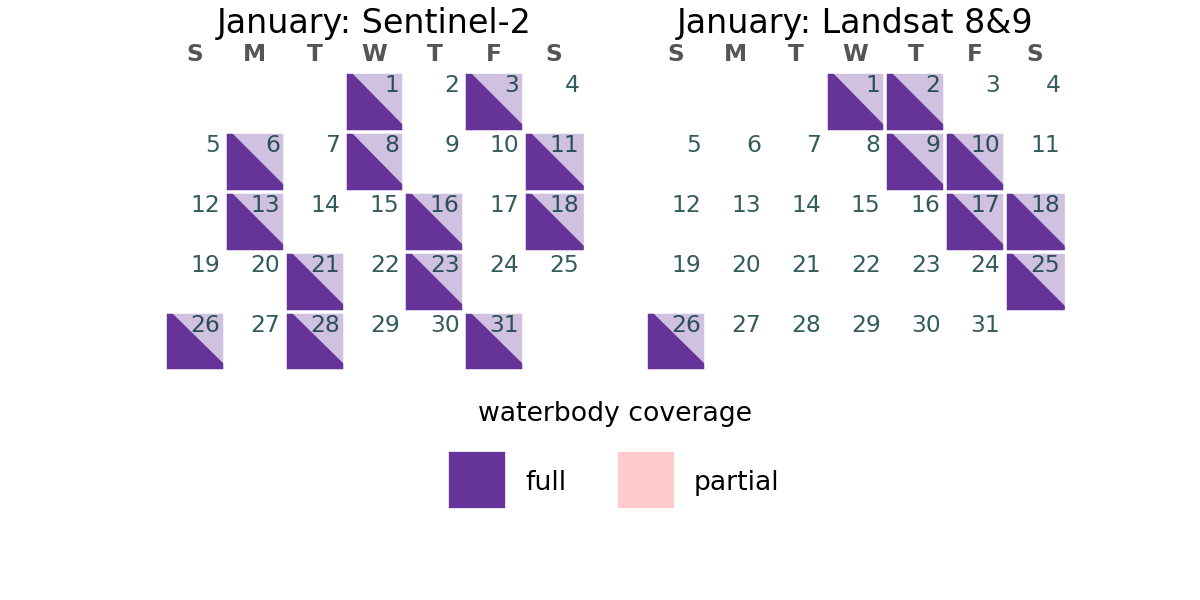 January: Sentinel-2
S M T W T F S
1 2 3 4
5 6 7 8 9 10 11
12 13 14 15 16 17 18
19 20 21 22 23 24 25
26 27 28 29 30 31
January: Landsat 8&9
S M T W T F S
1 2 3 4
5 6 7 8 9 10 11
12 13 14 15 16 17 18
19 20 21 22 23 24 25
26 27 28 29 30 31
waterbody coverage
full partial